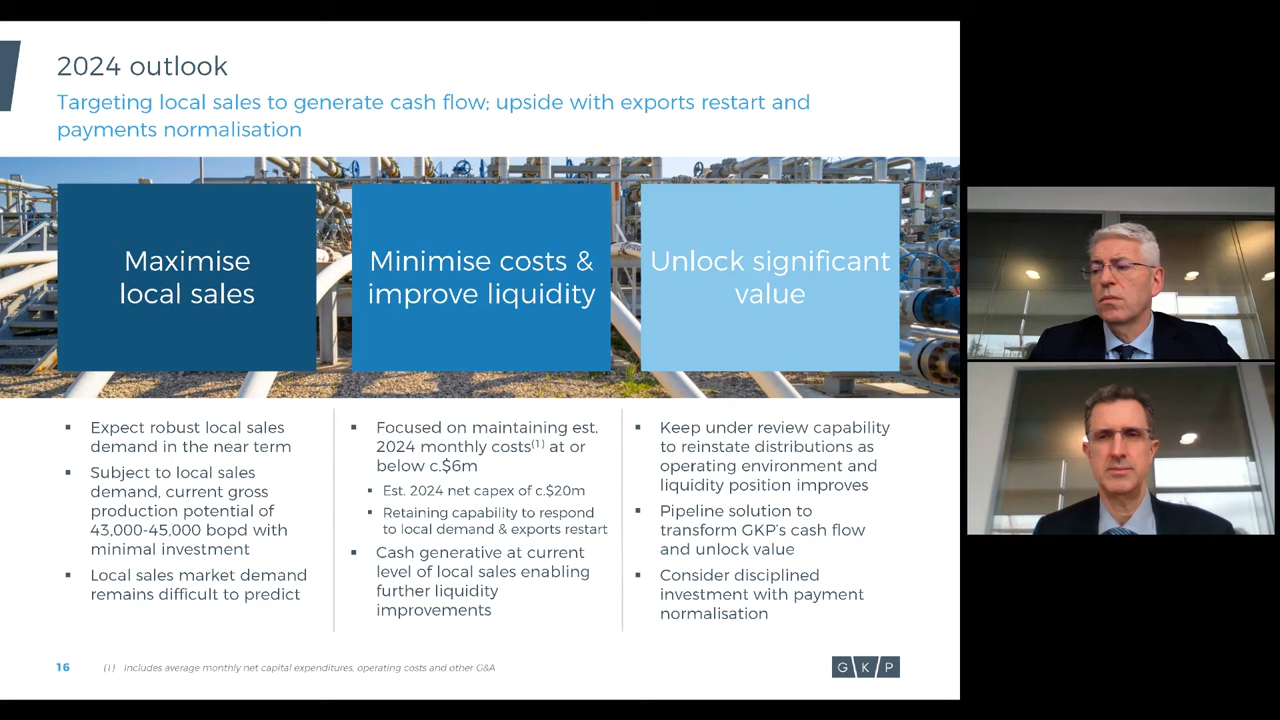 2024 outlook
Targeting local sales to generate cash flow; upside with exports restart and
payments normalisation
Maximise
local sales
Minimise costs &
improve liquidity
Unlock significant
value
▪ Expect robust local sales
demand in the near term
▪ Subject to local sales
demand, current gross
production potential of
43,000-45,000 bopd with
minimal investment
▪ Local sales market demand
remains difficult to predict
▪ Focused on maintaining est.
2024 monthly costs(1) at or
below c.$6m
▪ Est. 2024 net capex of c.$20m
▪ Retaining capability to respond
to local demand & exports restart
▪ Cash generative at current
level of local sales enabling
further liquidity
improvements
▪ Keep under review capability
to reinstate distributions as
operating environment and
liquidity position improves
▪ Pipeline solution to
transform GKP's cash flow
and unlock value
▪ Consider disciplined
investment with payment
normalisation
16
(1) Includes average monthly net capital expenditures, operating costs and other G&A
GKP